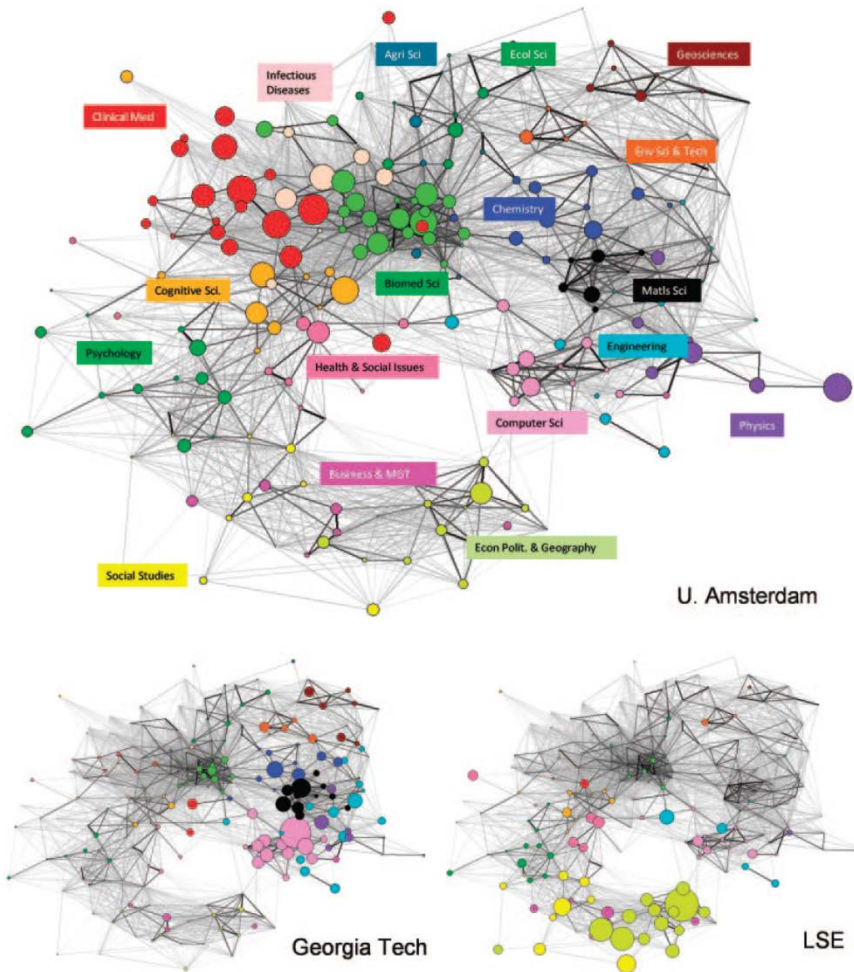 Agri Sci
Ecol Sci
Geosciences
Infectious
Diseases
Clinical Med
Env Sci & Tech
Chemistry
Cognitive Sci.
Biomed Sci
Matls Sci
Psychology
Health & Social Issues
Engineering
Computer Sci
Physics
Business & MGT
Econ Polit. & Geography
Social Studies
U. Amsterdam
Georgia Tech
LSE